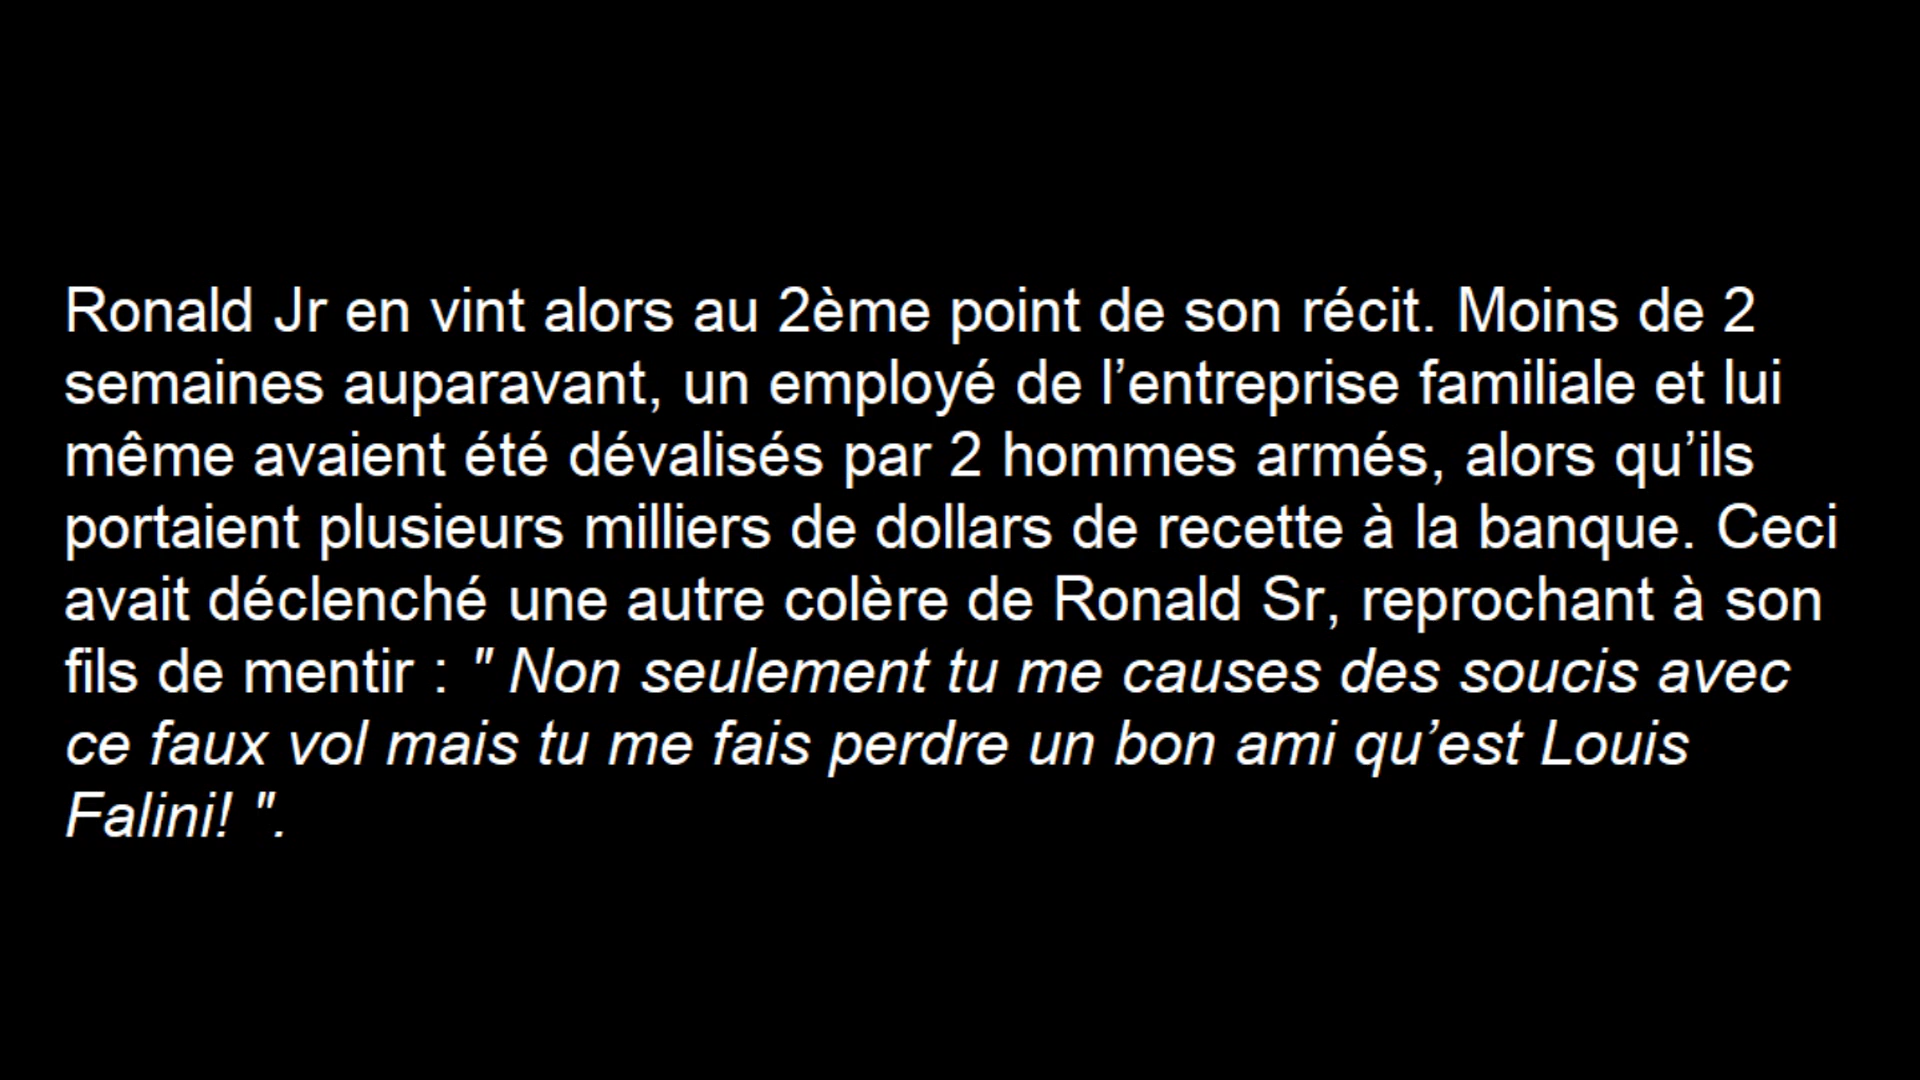 Ronald Jr en vint alors au 2ème point de son récit. Moins de 2
semaines auparavant, un employé de l’entreprise familiale et lui
même avaient été dévalisés par 2 hommes armés, alors qu’ils
portaient plusieurs milliers de dollars de recette à la banque. Ceci
avait déclenché une autre colère de Ronald Sr, reprochant à son
fils de mentir : " Non seulement tu me causes des soucis avec
ce faux vol mais tu me fais perdre un bon ami qu’est Louis
Falini! ".